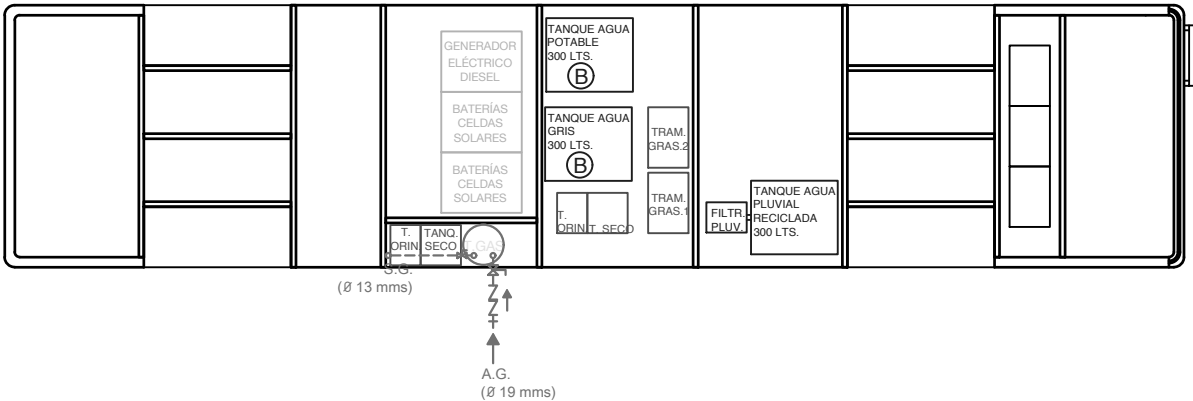 GENERADOR
ELÉCTRICO
DIESEL
BATERÍAS
CELDAS
SOLARES
BATERÍAS
CELDAS
SOLARES
TANQUE AGUA
POTABLE
300 LTS.
B
TANQUE AGUA
GRIS
300 LTS.
B
TRAM.
GRAS.2
TRAM.
GRAS.1
T.
ORIN
T. SECO
FILTR.
PLUV.
TANQUE AGUA
PLUVIAL
RECICLADA
300 LTS.
T.
ORIN
TANQ.
SECO
T.GAS
S.G.
(Ø 13 mms)
A.G.
(Ø 19 mms)